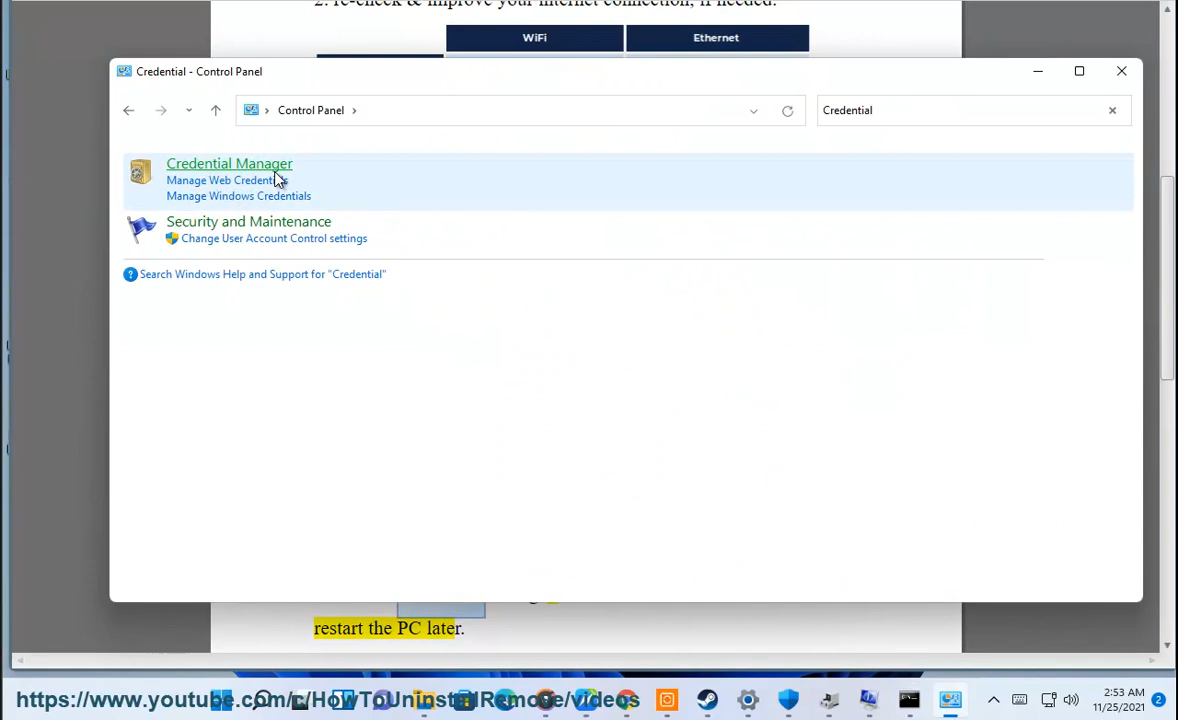 2. re-check & improve your internet connection, if needed.
WiFi Ethernet
Credential - Control Panel
Control Panel Credential
Credential Manager
Manage Web
Manage Windows Credentials
Security and Maintenance
Change User Account Control settings
Search Windows Help and Support for "Credential"
restart the PC later.
https://www.youtube.com/c/HowToUninstallRemove/videos
2:53 AM
11/25/2021
2